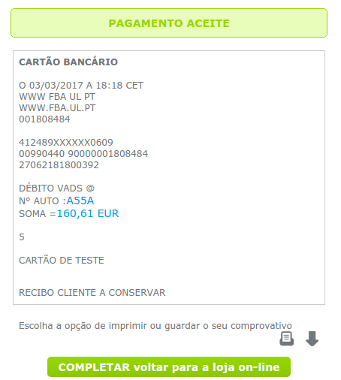 PAGAMENTO ACEITE
CARTÃO BANCÁRIO
O 03/03/2017 A 18:18 CET
WWW FBA UL PT
WWW.FBA.UL.PT
001808484
412489XXXXXX0609
00990440 90000001808484
27062181800392
DÉBITO VADS @
Nº AUTO :A55A
SOMA =160,61 EUR
5
CARTÃO DE TESTE
RECIBO CLIENTE A CONSERVAR
Escolha a opção de imprimir ou guardar o seu comprovativo
COMPLETAR voltar para a loja on-line